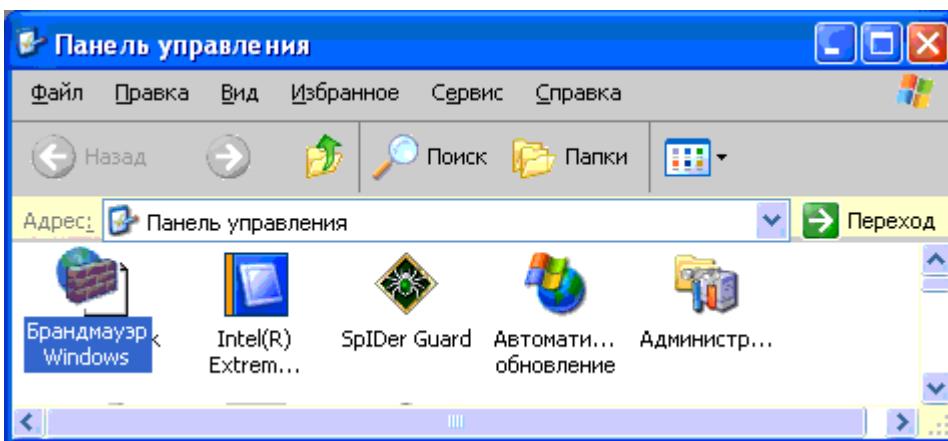 Панель управления
Файл Правка Вид Избранное Сервис Справка
Назад Поиск Папки
Адрес: Панель управления Переход
Брандмауэр Intel(R) SpIDer Guard Автомати... Администр...
Windows Extrem... обновление